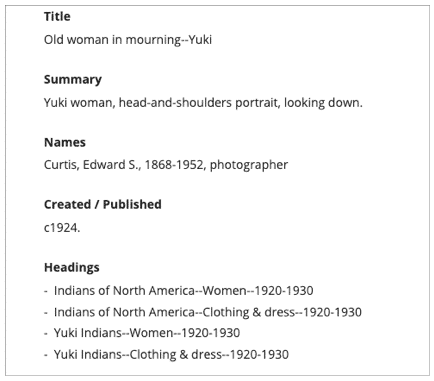 Title
Old woman in mourning--Yuki
Summary
Yuki woman, head-and-shoulders portrait, looking down.
Names
Curtis, Edward S., 1868-1952, photographer
Created / Published
c1924.
Headings
- Indians of North America--Women--1920-1930
- Indians of North America--Clothing & dress--1920-1930
- Yuki Indians--Women--1920-1930
- Yuki Indians--Clothing & dress--1920-1930